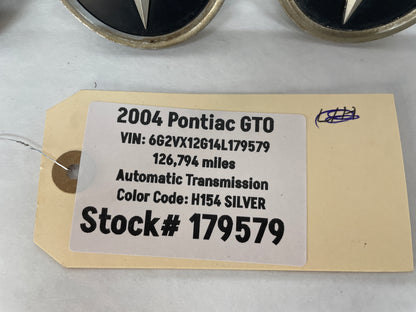 2004 Pontiac GTO
VIN: 6G2VX12G14L179579
126,794 miles
Automatic Transmission
Color Code: H154 SILVER
Stock# 179579